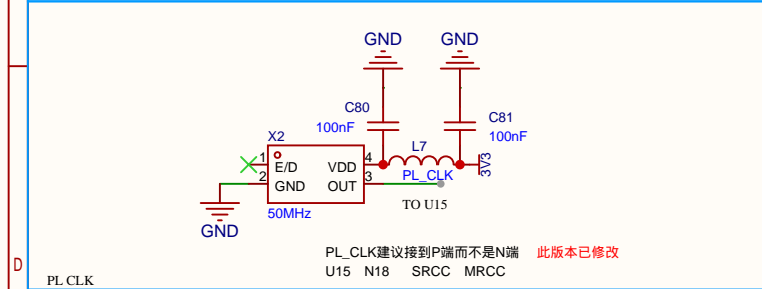 GND GND
C80
100nF
C81
100nF
X2
L7
1 E/D VDD 4
2 GND OUT 3
PL_CLK
3V3
50MHz
TO U15
GND
PL_CLK建议接到P端而不是N端 此版本已修改
U15 N18 SRCC MRCC
D
PL CLK